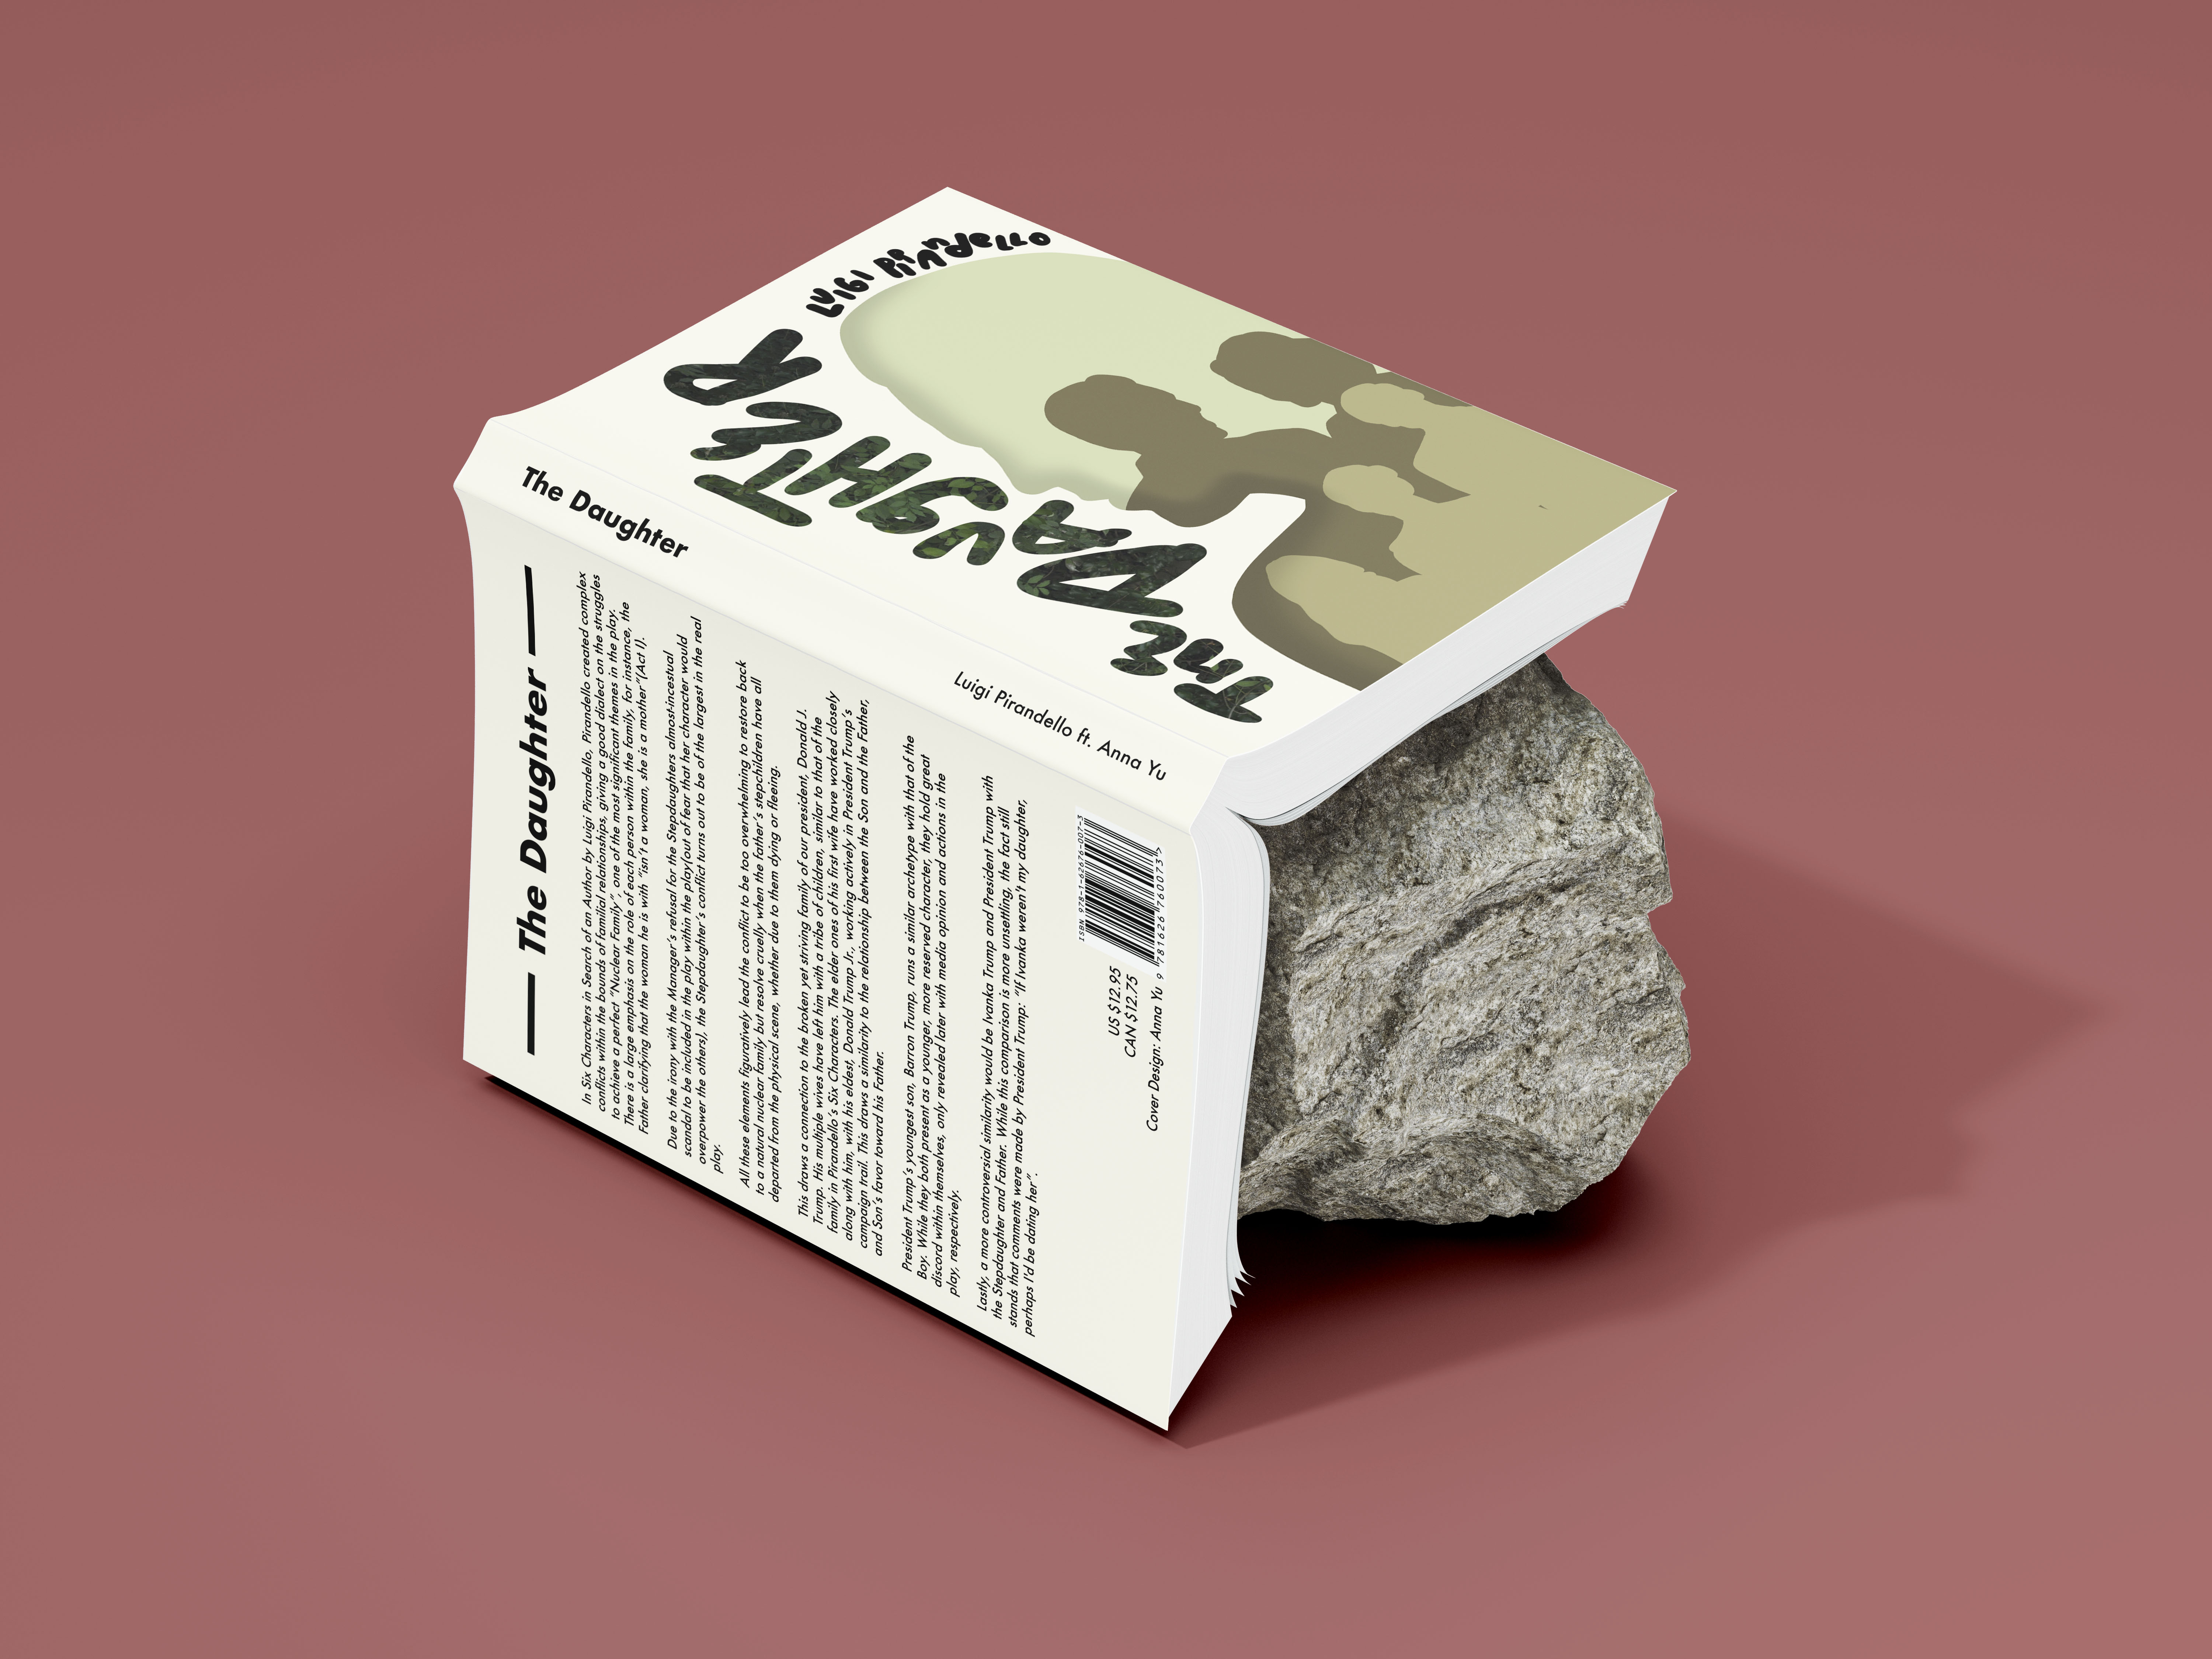 LUIGI PIRANDELLO
THE
DAUGHTER
The Daughter
Luigi Pirandello ft. Anna Yu
The Daughter
In Six Characters in Search of an Author by Luigi Pirandello, Pirandello created complex
conflicts within the bounds of familial relationships, giving a good dialect on the struggles
to achieve a perfect "Nuclear Family", one of the most significant themes in the play.
There is a large emphasis on the role of each person within the family, for instance, the
Father clarifying that the woman he is with "isn't a woman, she is a mother"(Act I).
Due to the irony with the Manager's refusal for the Stepdaughters almost-incestual
scandal to be included in the play within the play(out of fear that her character would
overpower the others), the Stepdaughter's conflict turns out to be of the largest in the real
play.
All these elements figuratively lead the conflict to be too overwhelming to restore back
to a natural nuclear family but resolve cruelly when the father's stepchildren have all
departed from the physical scene, whether due to them dying or fleeing.
This draws a connection to the broken yet striving family of our president, Donald J.
Trump. His multiple wives have left him with a tribe of children, similar to that of the
family in Pirandello's Six Characters. The elder ones of his first wife have worked closely
along with him, with his eldest, Donald Trump Jr., working actively in President Trump's
campaign trail. This draws a similarity to the relationship between the Son and the Father,
and Son's favor toward his Father.
President Trump's youngest son, Barron Trump, runs a similar archetype with that of the
Boy. While they both present as a younger, more reserved character, they hold great
discord within themselves, only revealed later with media opinion and actions in the
play, respectively.
Lastly, a more controversial similarity would be Ivanka Trump and President Trump with
the Stepdaughter and Father. While this comparison is more unsettling, the fact still
stands that comments were made by President Trump: "If Ivanka weren't my daughter,
perhaps I'd be dating her".
US $12.95
CAN $12.75
Cover Design: Anna Yu
ISBN 978-1-62676-007-3
9 781626 760073 >